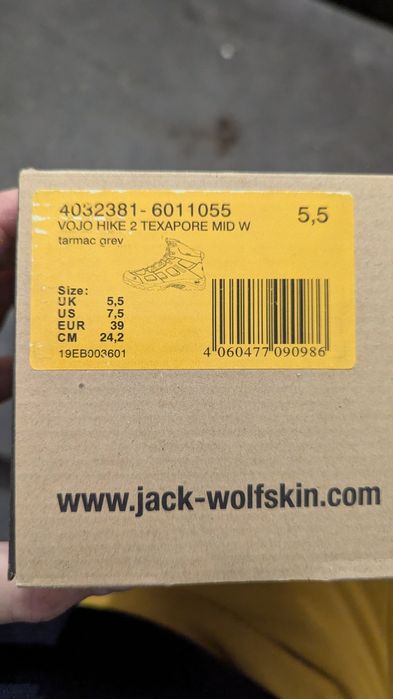 4032381-6011055
5,5
VOJO HIKE 2 TEXAPORE MID W
tarmac grey
Size:
UK 5,5
US 7,5
EUR 39
CM 24,2
19EB003601
4 060477 090986
www.jack-wolfskin.com